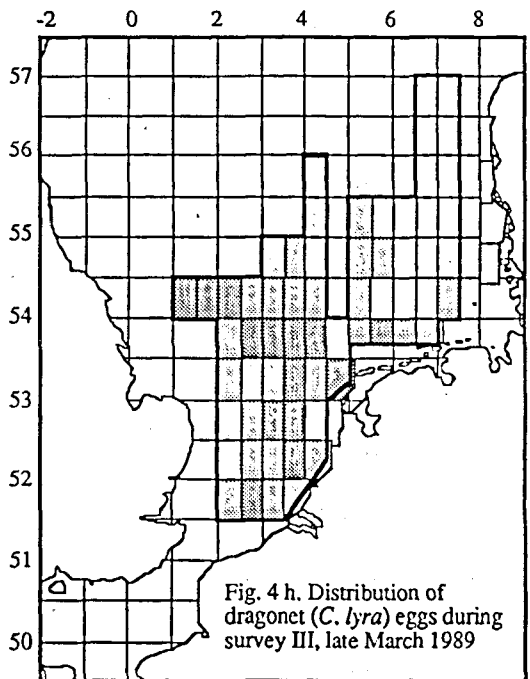 -2 0 2 4 6 8
57
56
55
54
53
52
51
50
Fig. 4 h. Distribution of
dragonet (C. lyra) eggs during
survey III, late March 1989